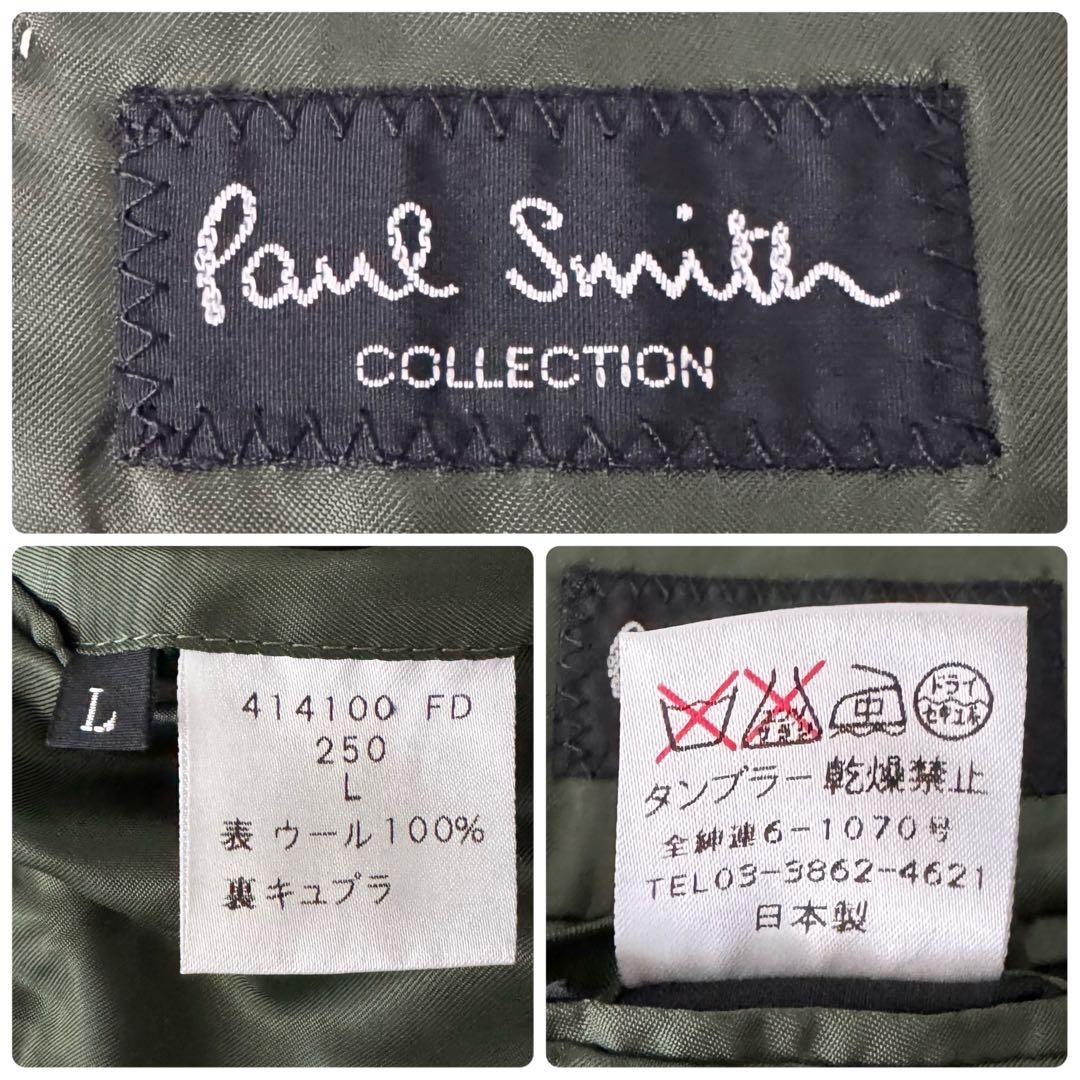 Paul Smith
COLLECTION
L
414100 FD
250
L
表 ウール100%
裏キュプラ
中
ドライ
セキユ系
タンブラー乾燥禁止
全紳連6-1070号
TEL03-3862-4621
日本製